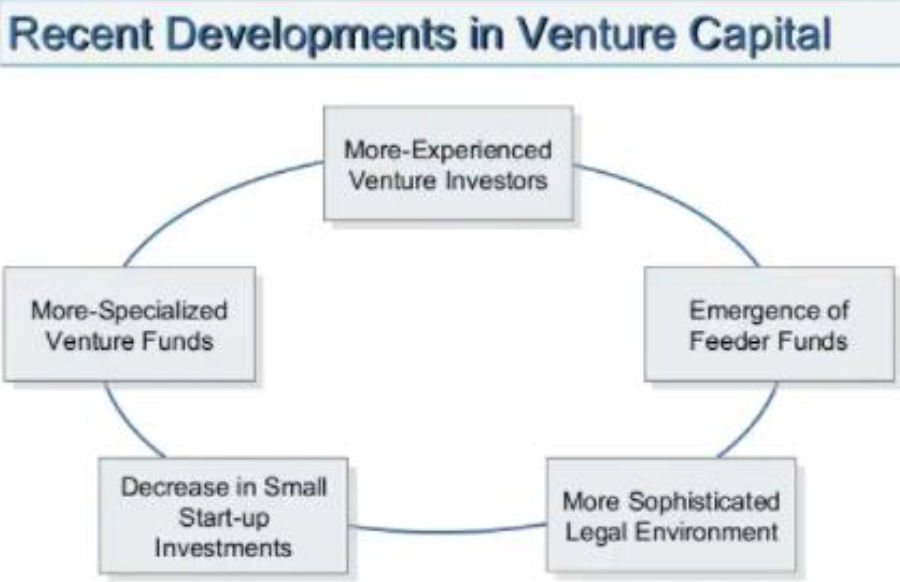 Recent Developments in Venture Capital
More-Experienced
Venture Investors
Emergence of
Feeder Funds
More Sophisticated
Legal Environment
Decrease in Small
Start-up
Investments
More-Specialized
Venture Funds